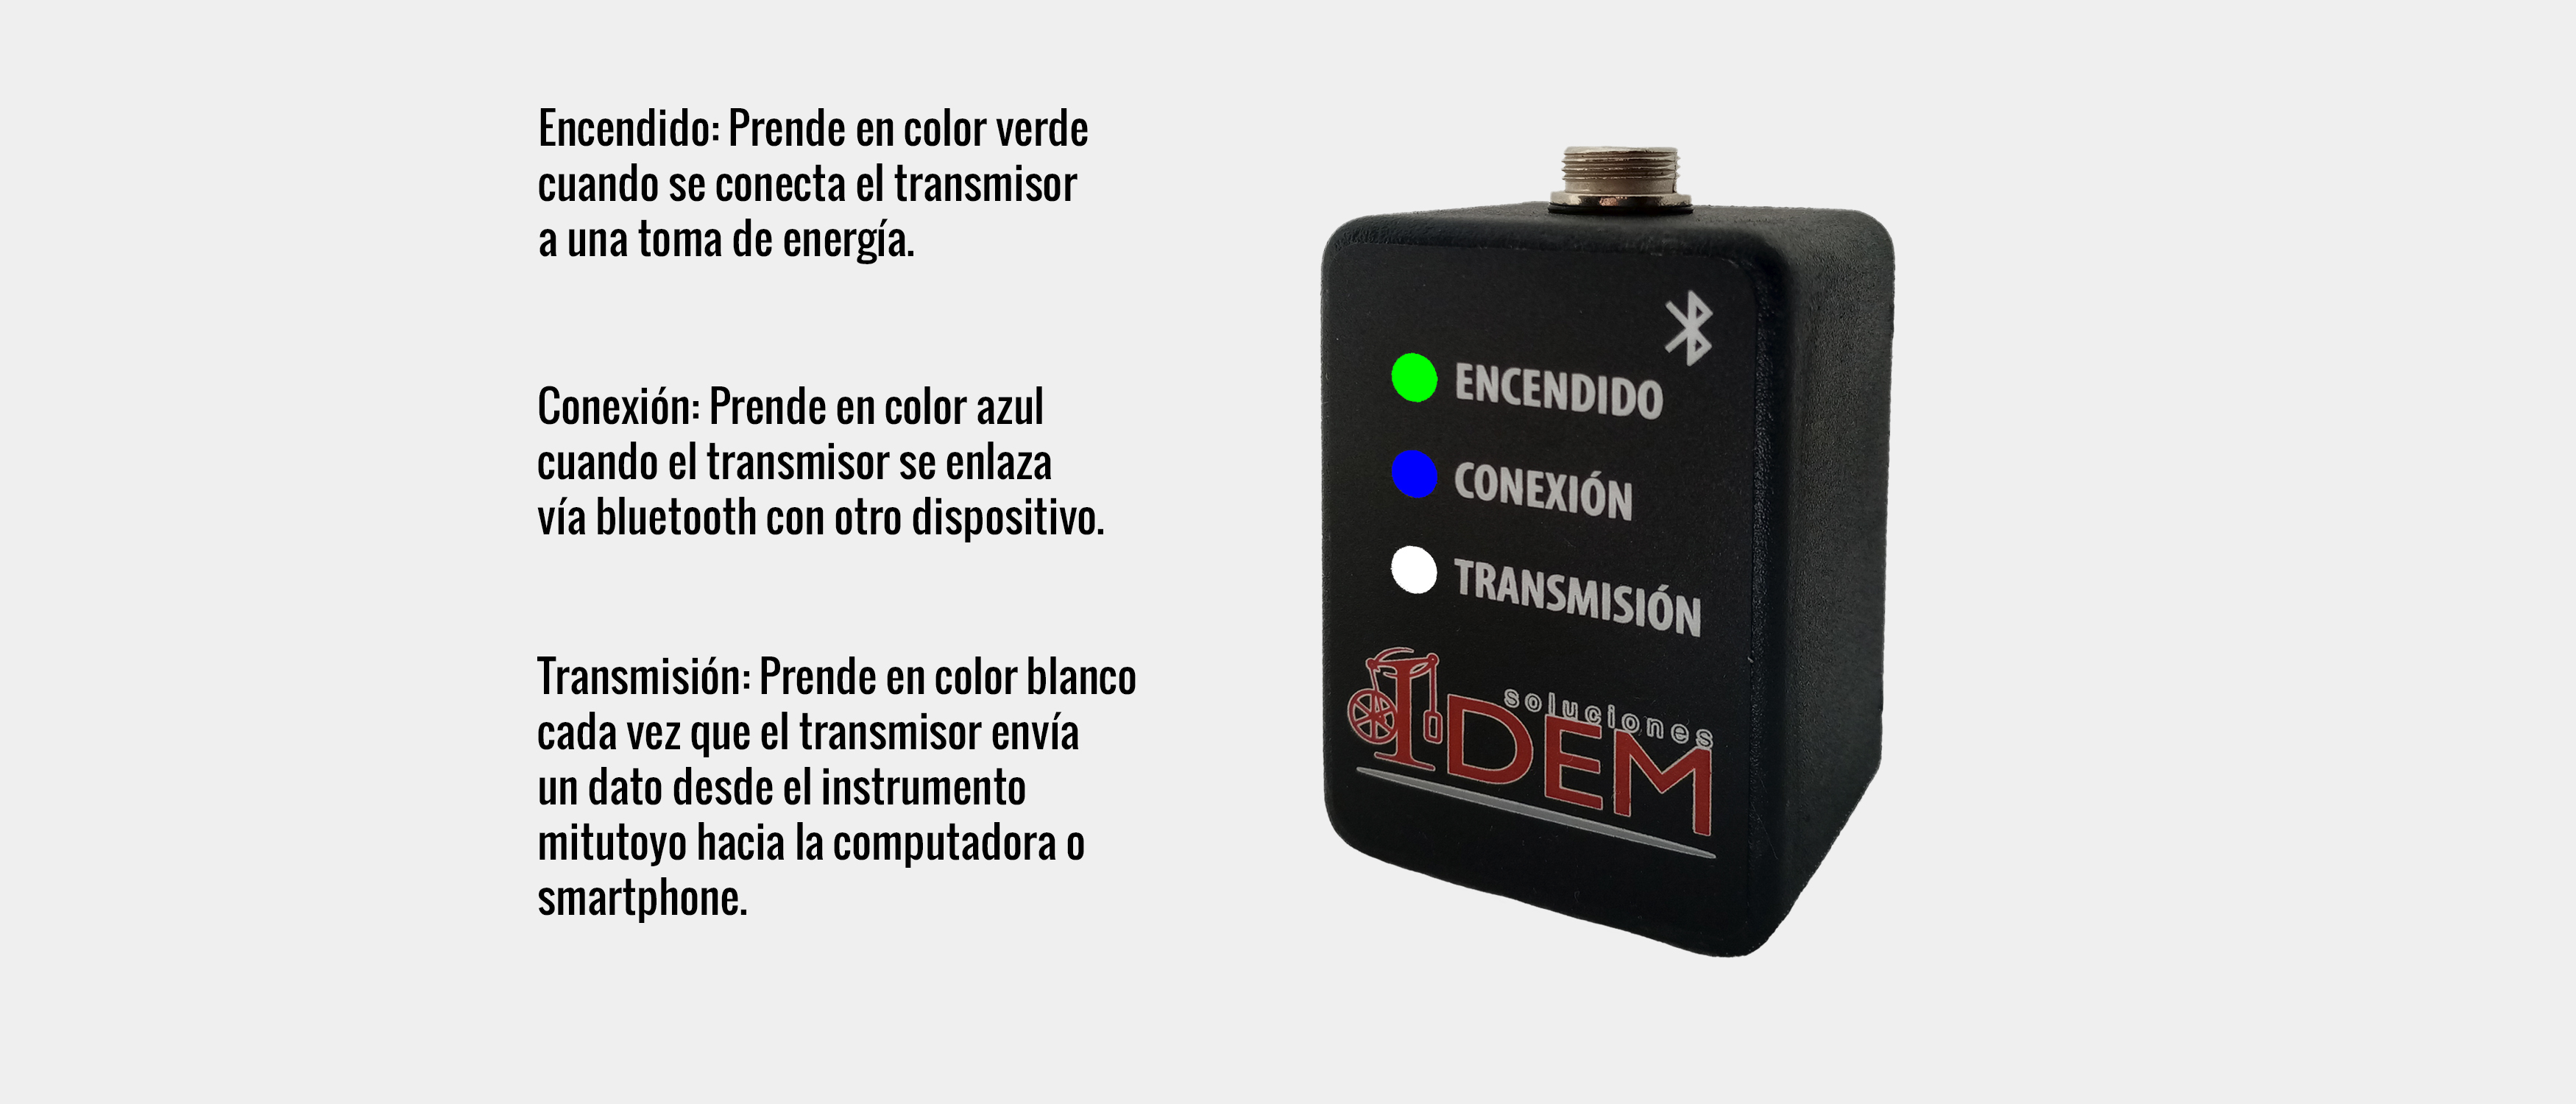 Encendido: Prende en color verde
cuando se conecta el transmisor
a una toma de energía.
Conexión: Prende en color azul
cuando el transmisor se enlaza
vía bluetooth con otro dispositivo.
Transmisión: Prende en color blanco
cada vez que el transmisor envía
un dato desde el instrumento
mitutoyo hacia la computadora o
smartphone.
ENCENDIDO
CONEXIÓN
TRANSMISIÓN
soluciones
IDEM